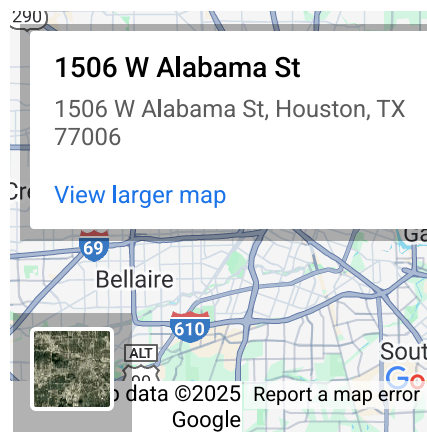 290
1506 W Alabama St
1506 W Alabama St, Houston, TX
77006
View larger map
69
Bellaire
610
ALT
data ©2025
Report a map error
Google